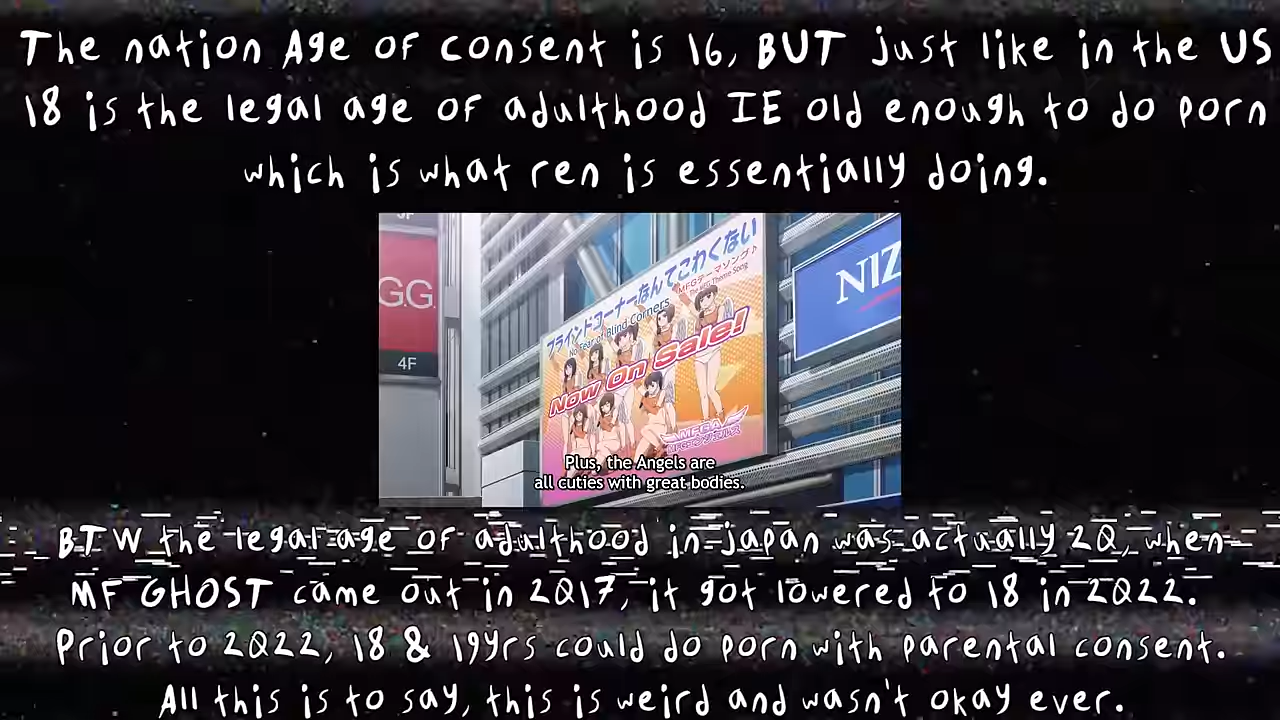 The nation Age of consent is 16, BUT just like in the US
18 is the legal age of adulthood IE old enough to do porn
which is what ren is essentially doing.
GG
4F
ブラインドコーナーなんてこわくない
MFGテーマソング♪
No Fear of Blind Corners
The MFG Theme Song
Now On Sale!
NIZ
MFGA
Plus, the Angels are
all cuties with great bodies.
BTW the legal age of adulthood in japan was actually 20, when
MF GHOST came out in 2017, it got lowered to 18 in 2022.
Prior to 2022, 18 & 19yrs could do porn with parental consent.
All this is to say, this is weird and wasn't okay ever.